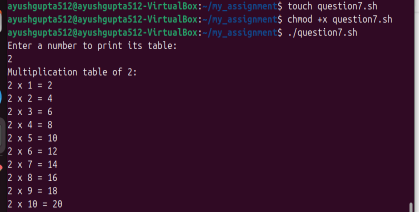 ayushgupta512@ayushgupta512-VirtualBox:~/my_assignment$ touch question7.sh
ayushgupta512@ayushgupta512-VirtualBox:~/my_assignment$ chmod +x question7.sh
ayushgupta512@ayushgupta512-VirtualBox:~/my_assignment$ ./question7.sh
Enter a number to print its table:
2
Multiplication table of 2:
2 x 1 = 2
2 x 2 = 4
2 x 3 = 6
2 x 4 = 8
2 x 5 = 10
2 x 6 = 12
2 x 7 = 14
2 x 8 = 16
2 x 9 = 18
2 x 10 = 20